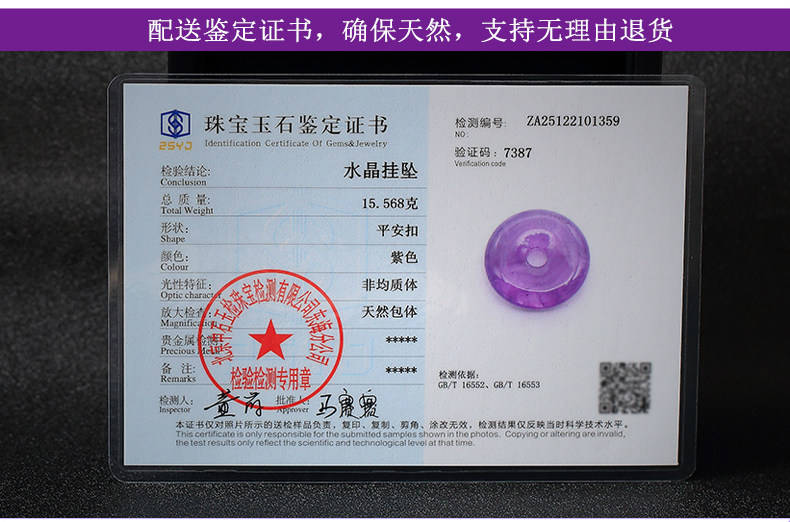 配送鉴定证书，确保天然，支持无理由退货
ZSYJ
珠宝玉石鉴定证书
Identification Certificate Of Gems&Jewelry
检验结论:
Conclusion
水晶挂坠
总 质 量:
Total Weight
15.568克
形状:
Shape
平安扣
颜色:
Colour
紫色
光性特征:
Optic character
非均质体
放大检查:
Magnification
天然包体
贵金属检测:
Precious Metal
*****
备 注:
Remarks
*****
检测人:
Inspector
批准人:
Approver
检验检测专用章
检测编号:
NO:
ZA25122101359
验证码: 7387
Verification code
检测依据:
GB/T 16552、GB/T 16553
本证书仅对照片所示的送检样品负责，复印、复制、剪角、涂改无效，检测结果仅反映当时科学技术水平。
This certificate is only responsible for the submitted samples shown in the photos. Copying or altering are invalid,
the test results only reflect the scientific and technological level at that time.